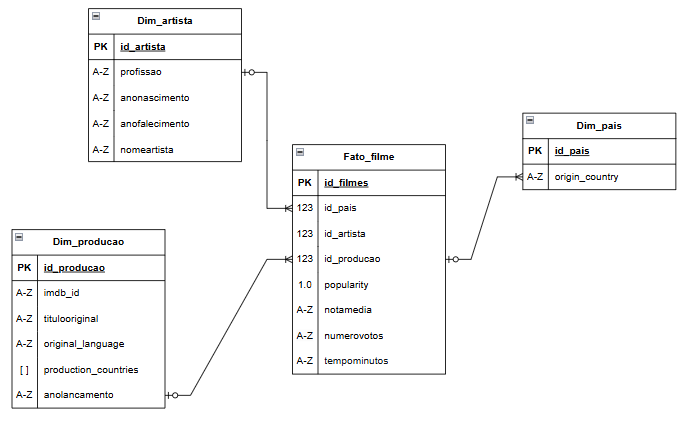 Dim_artista
PK id_artista
A-Z profissao
A-Z anonascimento
A-Z anofalecimento
A-Z nomeartista
Dim_pais
PK id_pais
A-Z origin_country
Fato_filme
PK id_filmes
123 id_pais
123 id_artista
123 id_producao
1.0 popularity
A-Z notamedia
A-Z numerovotos
A-Z tempominutos
Dim_producao
PK id_producao
A-Z imdb_id
A-Z titulooriginal
A-Z original_language
[ ] production_countries
A-Z anolancamento